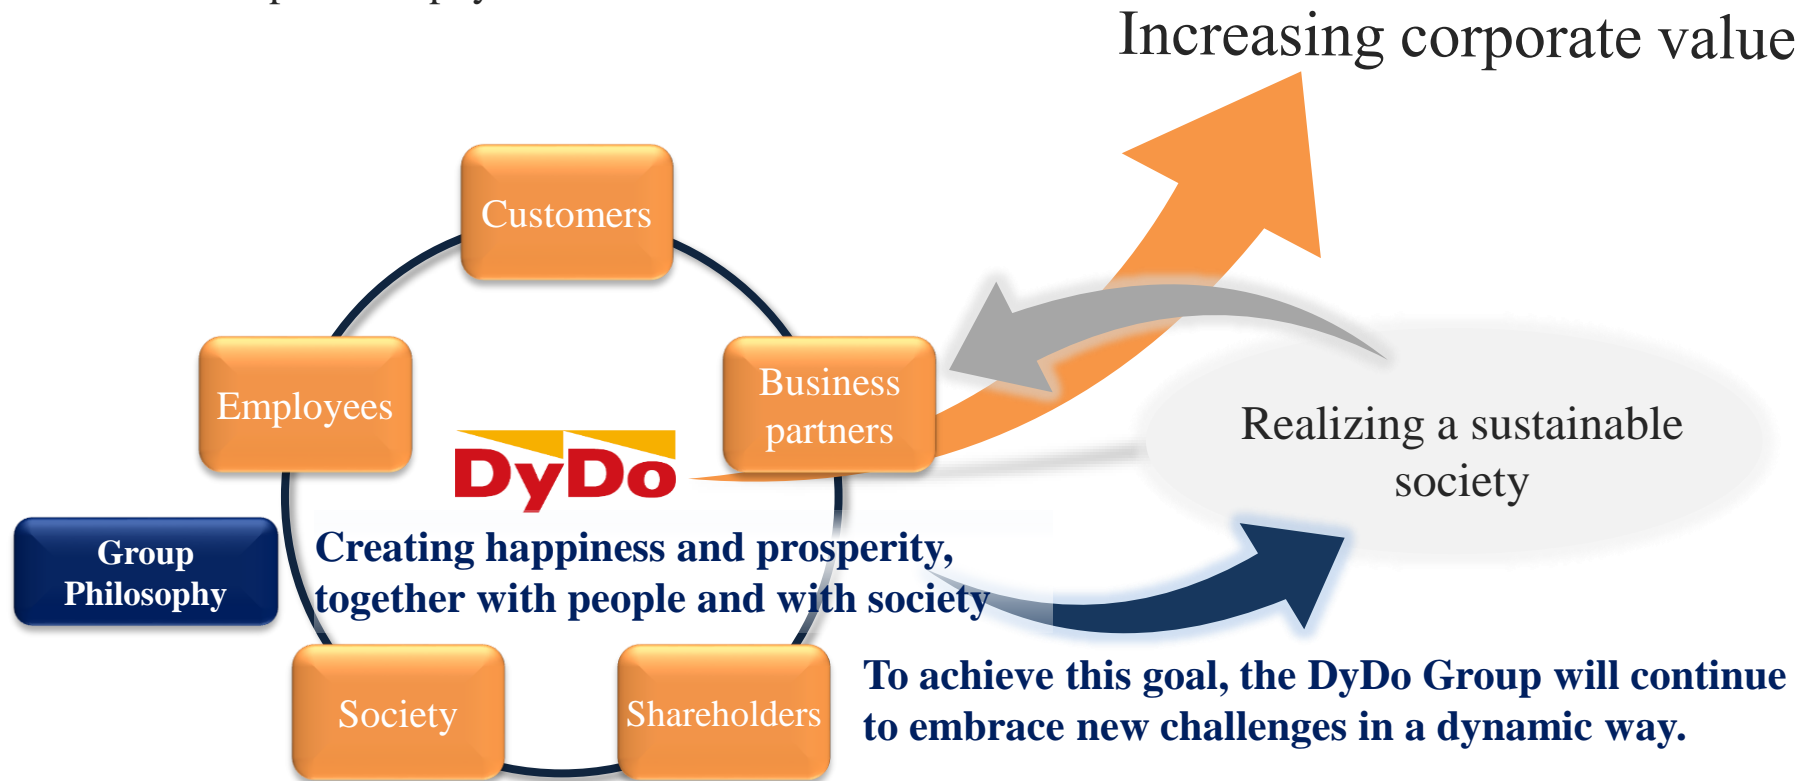 Increasing corporate value
Customers
Employees
Business
partners
DyDo
Realizing a sustainable
society
Group
Philosophy
Creating happiness and prosperity,
together with people and with society
Society
Shareholders
To achieve this goal, the DyDo Group will continue
to embrace new challenges in a dynamic way.